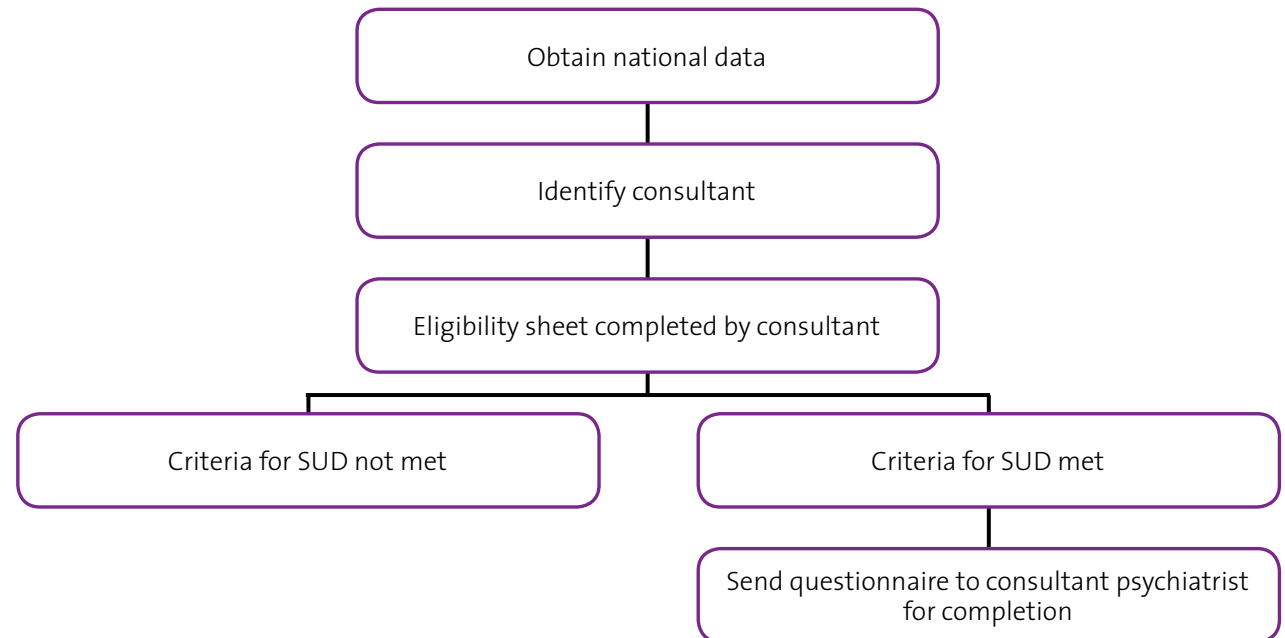 Obtain national data
Identify consultant
Eligibility sheet completed by consultant
Criteria for SUD not met
Criteria for SUD met
Send questionnaire to consultant psychiatrist
for completion